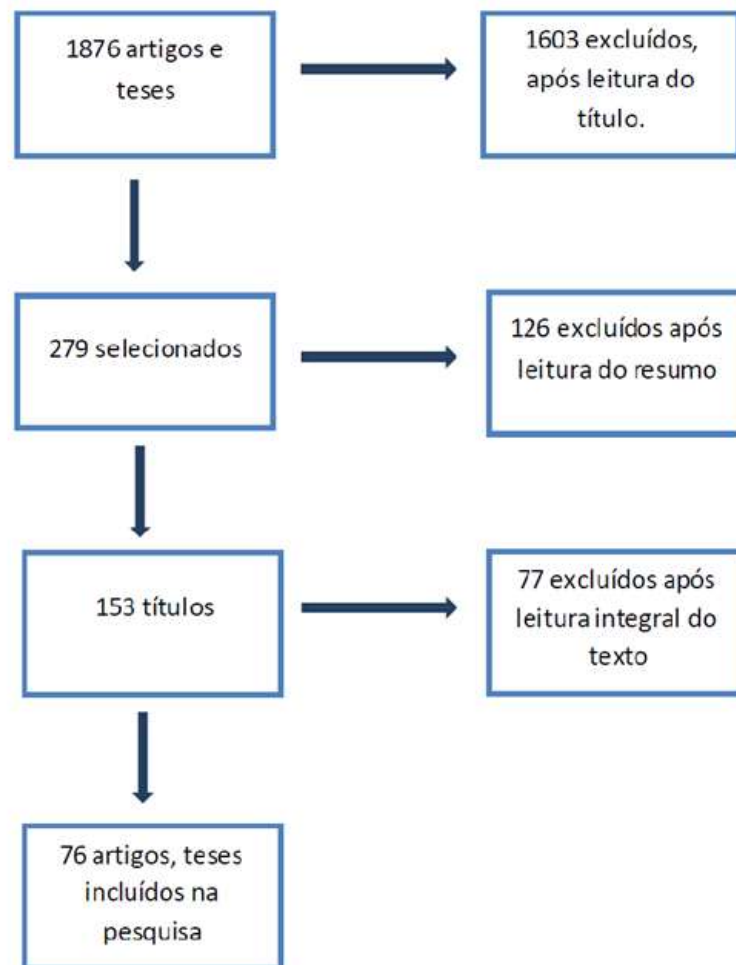 1876 artigos e
teses
1603 excluídos,
após leitura do
título.
279 selecionados
126 excluídos após
leitura do resumo
153 títulos
77 excluídos após
leitura integral do
texto
76 artigos, teses
incluídos na
pesquisa